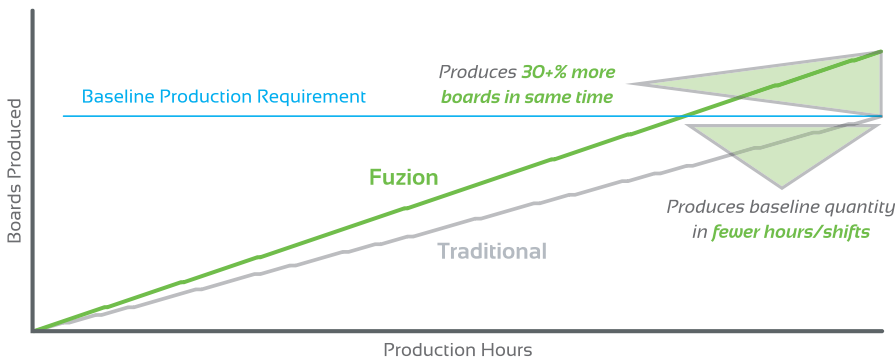 Produces 30+% more
boards in same time
Baseline Production Requirement
Fuzion
Produces baseline quantity
in fewer hours/shifts
Traditional
Boards Produced
Production Hours